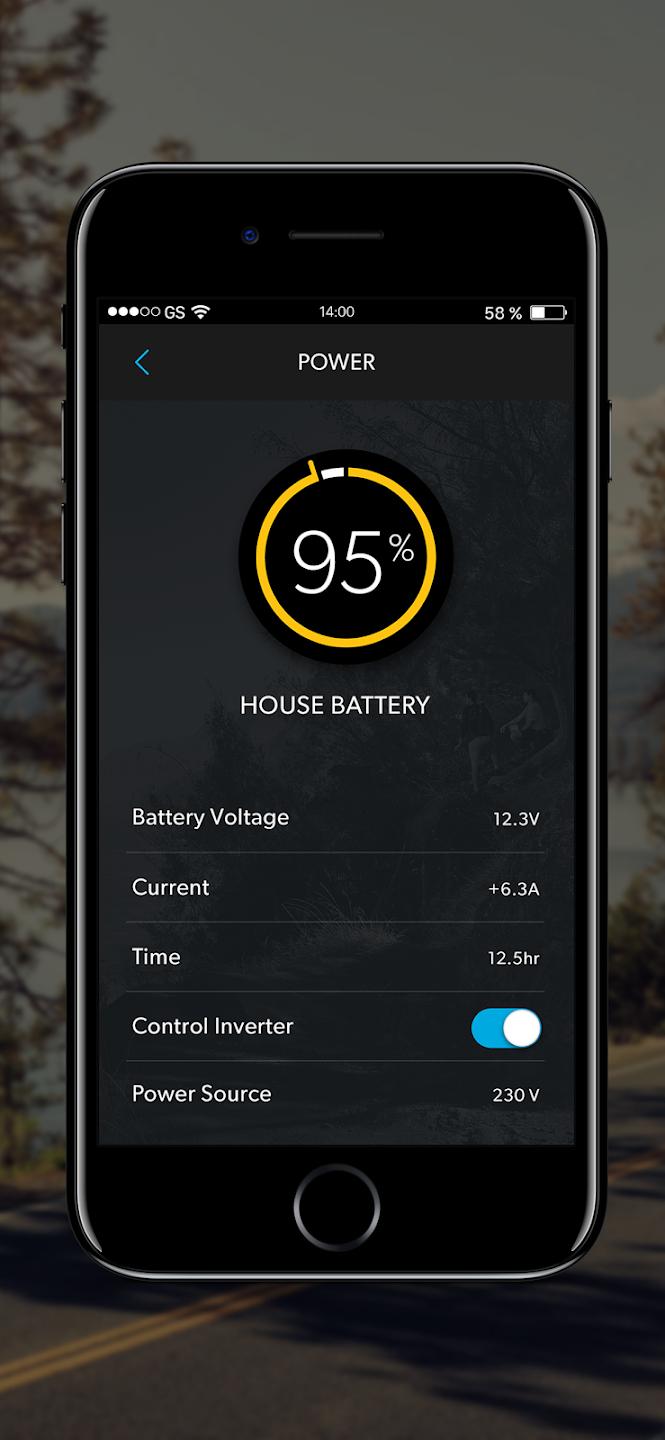 GS 14:00 58 %
POWER
95%
HOUSE BATTERY
Battery Voltage 12.3V
Current +6.3A
Time 12.5hr
Control Inverter
Power Source 230 V